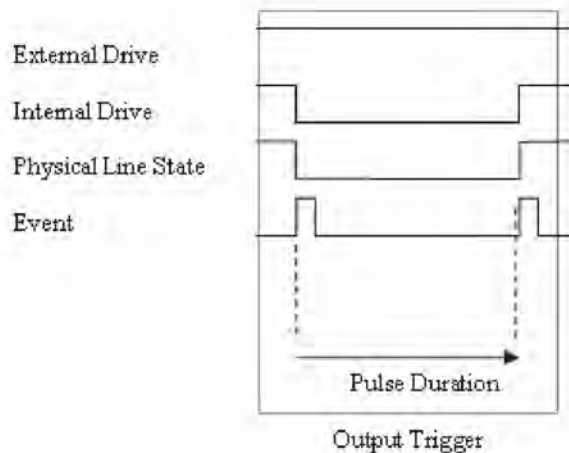 External Drive
Internal Drive
Physical Line State
Event
Pulse Duration
Output Trigger